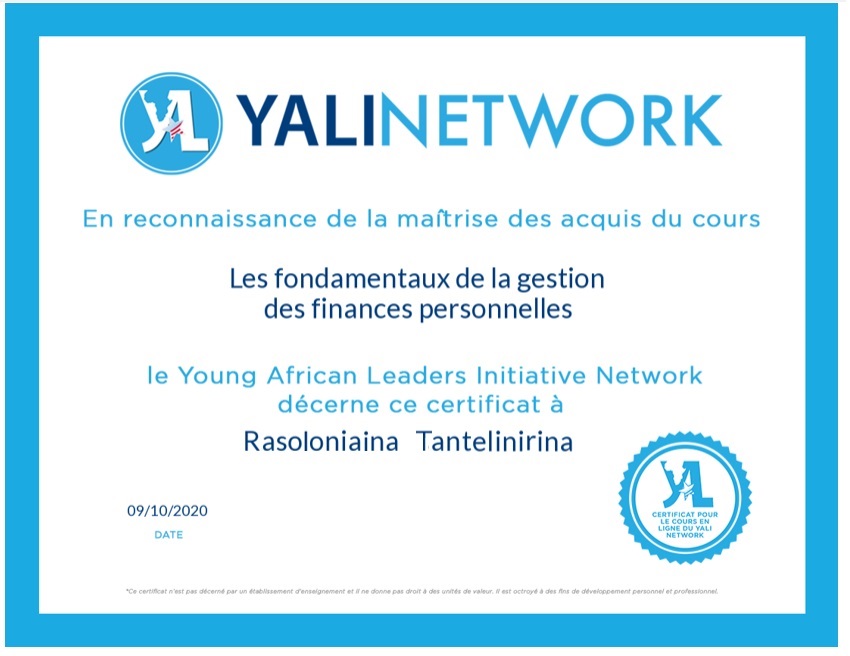 YALINETWORK
En reconnaissance de la maîtrise des acquis du cours
Les fondamentaux de la gestion
des finances personnelles
le Young African Leaders Initiative Network
décerne ce certificat à
Rasoloniaina Tantelinirina
09/10/2020
DATE
YAL
CERTIFICAT POUR
LE COURS EN
LIGNE DU YALI
NETWORK
*Ce certificat n'est pas décerné par un établissement d'enseignement et il ne donne pas droit à des unités de valeur. Il est octroyé à des fins de développement personnel et professionnel.